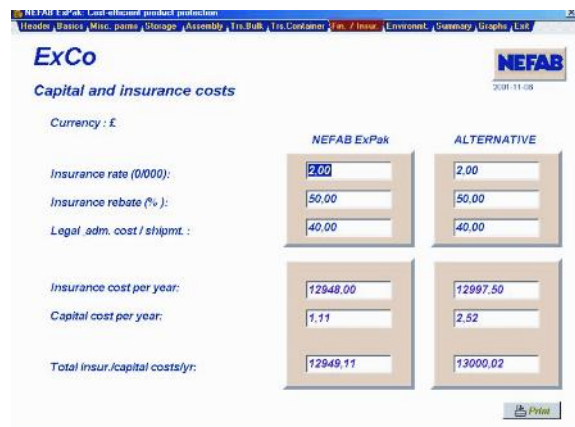 NEFAB ExPak: Cost-efficient product protection
Header Basics Misc. parms Storage Assembly Trs.Bulk Trs.Container Fin. / Insur. Environmt. Summary Graphs Exit
ExCo
NEFAB
Capital and insurance costs
2001-11-08
Currency : £
NEFAB ExPak ALTERNATIVE
Insurance rate (0/000): 2,00 2,00
Insurance rebate (% ): 50,00 50,00
Legal adm. cost / shipmt. : 40,00 40,00
Insurance cost per year: 12948,00 12997,50
Capital cost per year: 1,11 2,52
Total insur./capital costs/yr: 12949,11 13000,02
Print